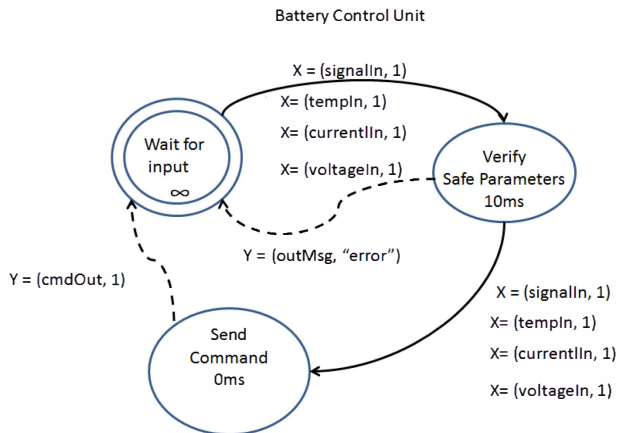 Battery Control Unit
X = (signalIn, 1)
X= (tempIn, 1)
X= (currentIIn, 1)
X= (voltageIn, 1)
Wait for
input
∞
Verify
Safe Parameters
10ms
Y = (outMsg, “error”)
Y = (cmdOut, 1)
X = (signalIn, 1)
X= (tempIn, 1)
X= (currentIIn, 1)
X= (voltageIn, 1)
Send
Command
0ms